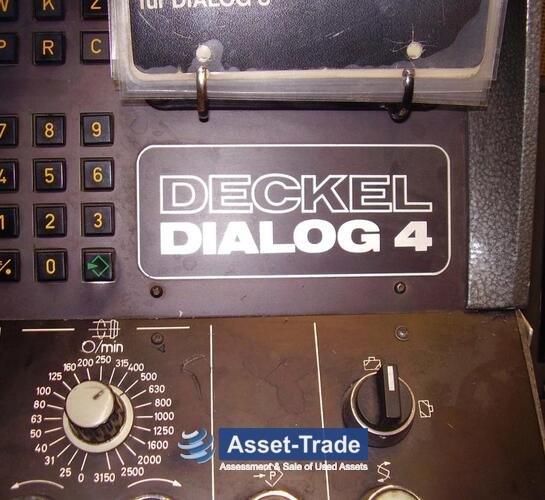 für DIALOG 3
W K Z
P R C
7 8 9
4 5 6
1 2 3
0
DECKEL
DIALOG 4
/min
0 25 31 40 50 63 80 100 125 160 200 250 315 400 500 630 800 1000 1250 1600 2000 2500 3150
P
S
Asset-Trade
Assessment & Sale of Used Assets